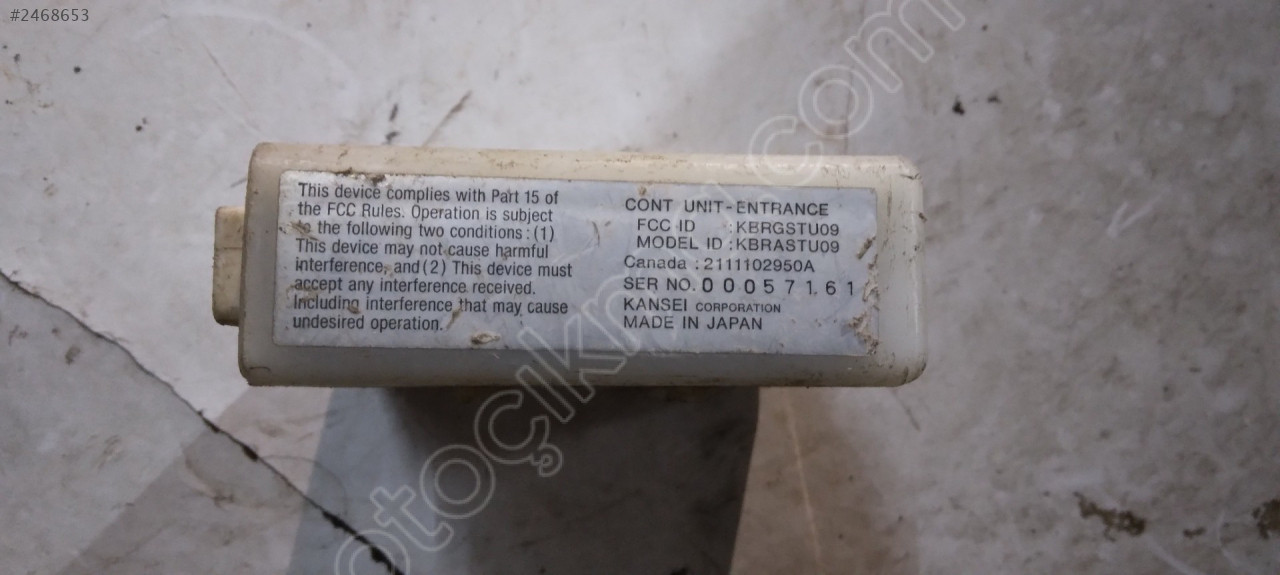 #2468653
This device complies with Part 15 of
the FCC Rules. Operation is subject
to the following two conditions: (1)
This device may not cause harmful
interference, and (2) This device must
accept any interference received.
Including interference that may cause
undesired operation.
CONT UNIT-ENTRANCE
FCC ID : KBRGSTU09
MODEL ID : KBRASTU09
Canada : 2111102950A
SER NO. 00057161
KANSEI CORPORATION
MADE IN JAPAN
otoçıkma.com